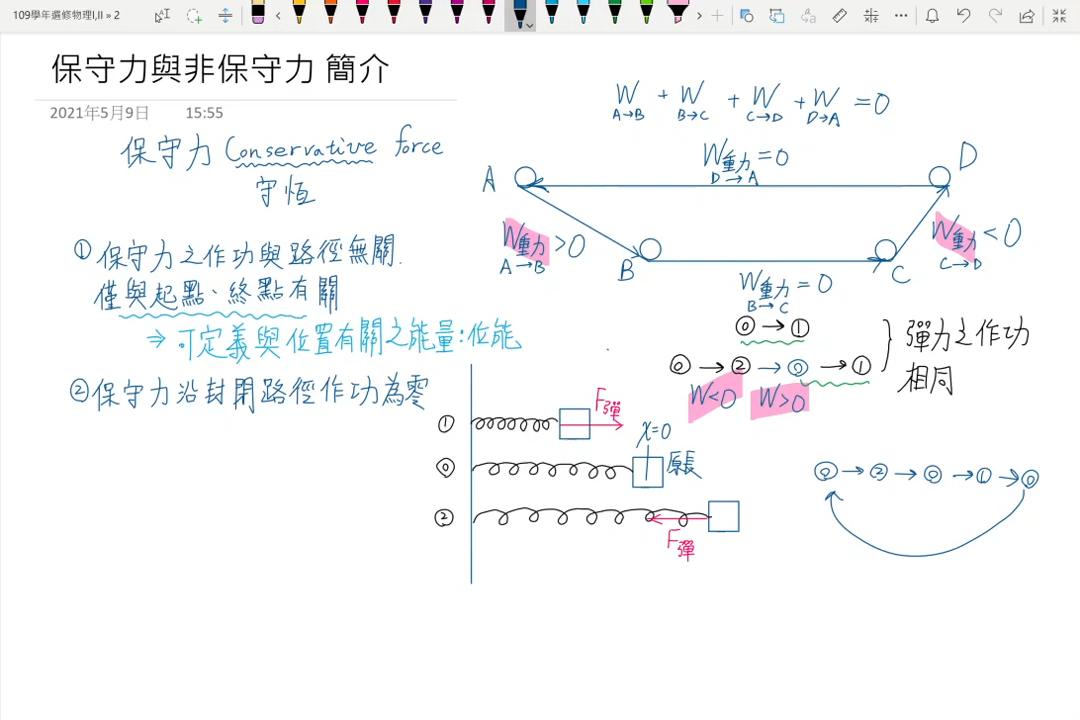 109學年選修物理I,II » 2
保守力與非保守力 簡介
2021年5月9日 15:55
保守力 Conservative force
守恆
①保守力之作功與路徑無關.
僅與起點、終點有關
⇒ 可定義與位置有關之能量:位能
②保守力沿封閉路徑作功為零
W + W + W + W = 0
A→B B→C C→D D→A
W重力 = 0
D→A
A
D
W重力 > 0
A→B
W重力 < 0
C→D
B
C
W重力 = 0
B→C
⓪→①
⓪→②→⓪→①
W<0 W>0
} 彈力之作功
相同
① F彈
x=0
⓪ 原長
② F彈
⓪→②→⓪→①→⓪